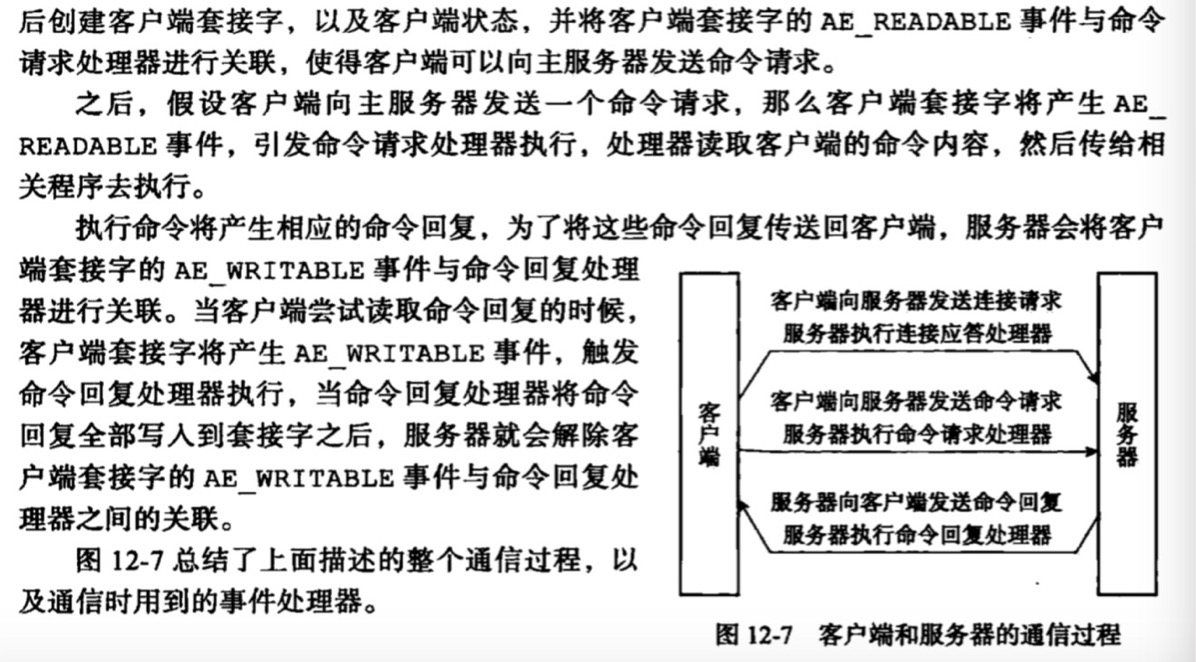 后创建客户端套接字，以及客户端状态，并将客户端套接字的 AE_READABLE 事件与命令
请求处理器进行关联，使得客户端可以向主服务器发送命令请求。
之后，假设客户端向主服务器发送一个命令请求，那么客户端套接字将产生 AE_
READABLE 事件，引发命令请求处理器执行，处理器读取客户端的命令内容，然后传给相
关程序去执行。
执行命令将产生相应的命令回复，为了将这些命令回复传送回客户端，服务器会将客户
端套接字的 AE_WRITABLE 事件与命令回复处理
器进行关联。当客户端尝试读取命令回复的时候，
客户端套接字将产生 AE_WRITABLE 事件，触发
命令回复处理器执行，当命令回复处理器将命令
回复全部写入到套接字之后，服务器就会解除客
户端套接字的 AE_WRITABLE 事件与命令回复处
理器之间的关联。
图 12-7 总结了上面描述的整个通信过程，以
及通信时用到的事件处理器。
客户端
客户端向服务器发送连接请求
服务器执行连接应答处理器
客户端向服务器发送命令请求
服务器执行命令请求处理器
服务器向客户端发送命令回复
服务器执行命令回复处理器
服务器
图 12-7 客户端和服务器的通信过程